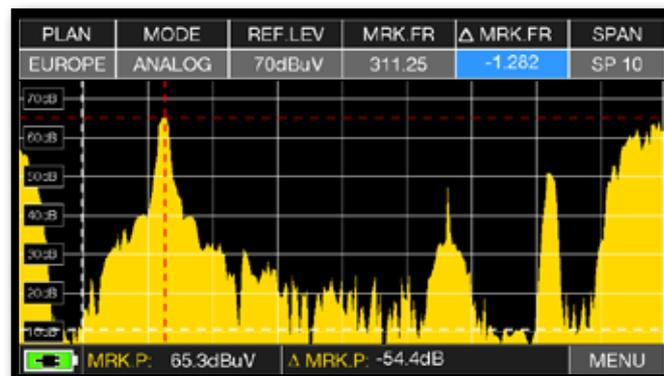 PLAN MODE REF.LEV MRK.FR Δ MRK.FR SPAN
EUROPE ANALOG 70dBuV 311.25 -1.282 SP 10
70dB
60dB
50dB
40dB
30dB
20dB
10dB
MRK.P: 65.3dBuV Δ MRK.P: -54.4dB MENU